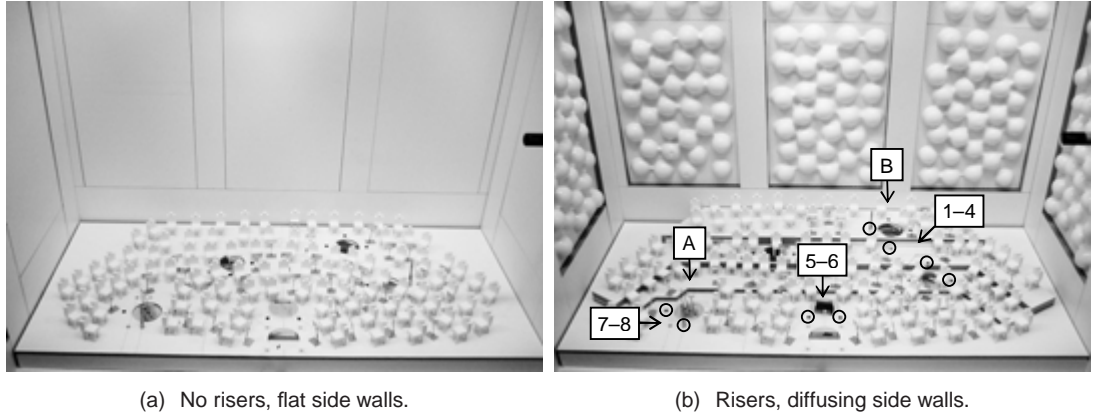 B
1–4
A
5–6
7–8
(a) No risers, flat side walls.
(b) Risers, diffusing side walls.